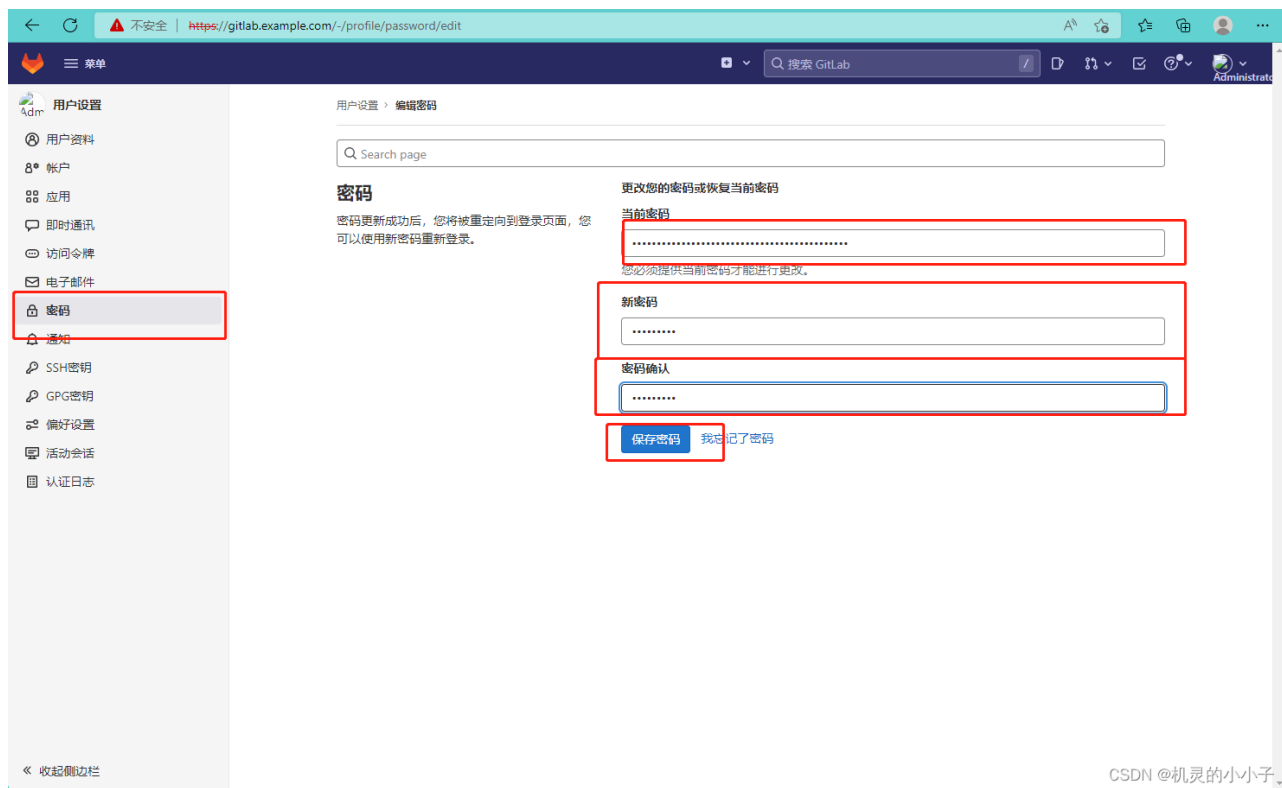 不安全 https://gitlab.example.com/-/profile/password/edit
菜单
搜索 GitLab /
Administrato
Adm 用户设置
用户资料
帐户
应用
即时通讯
访问令牌
电子邮件
密码
通知
SSH密钥
GPG密钥
偏好设置
活动会话
认证日志
收起侧边栏
用户设置 › 编辑密码
Search page
密码
密码更新成功后，您将被重定向到登录页面，您
可以使用新密码重新登录。
更改您的密码或恢复当前密码
当前密码
您必须提供当前密码才能进行更改。
新密码
密码确认
保存密码 我忘记了密码
CSDN @机灵的小小子